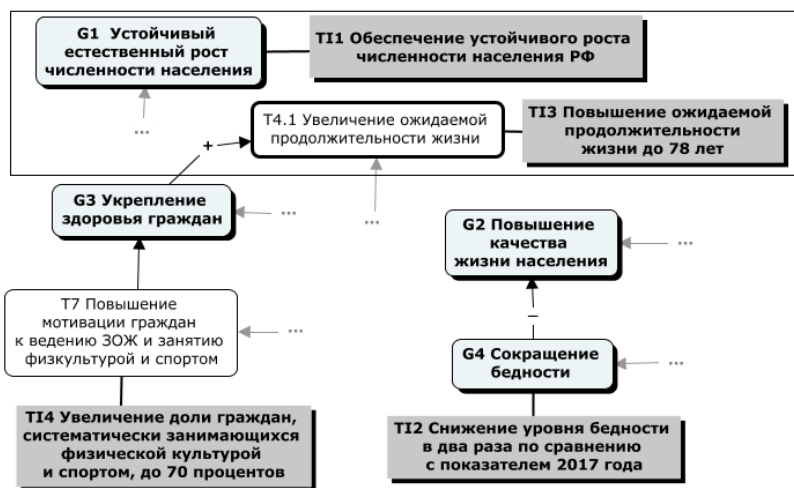 G1 Устойчивый
естественный рост
численности населения
TI1 Обеспечение устойчивого роста
численности населения РФ
...
T4.1 Увеличение ожидаемой
продолжительности жизни
TI3 Повышение ожидаемой
продолжительности
жизни до 78 лет
+
G3 Укрепление
здоровья граждан
...
...
G2 Повышение
качества
жизни населения
...
T7 Повышение
мотивации граждан
к ведению ЗОЖ и занятию
физкультурой и спортом
...
–
G4 Сокращение
бедности
...
TI4 Увеличение доли граждан,
систематически занимающихся
физической культурой
и спортом, до 70 процентов
TI2 Снижение уровня бедности
в два раза по сравнению
с показателем 2017 года